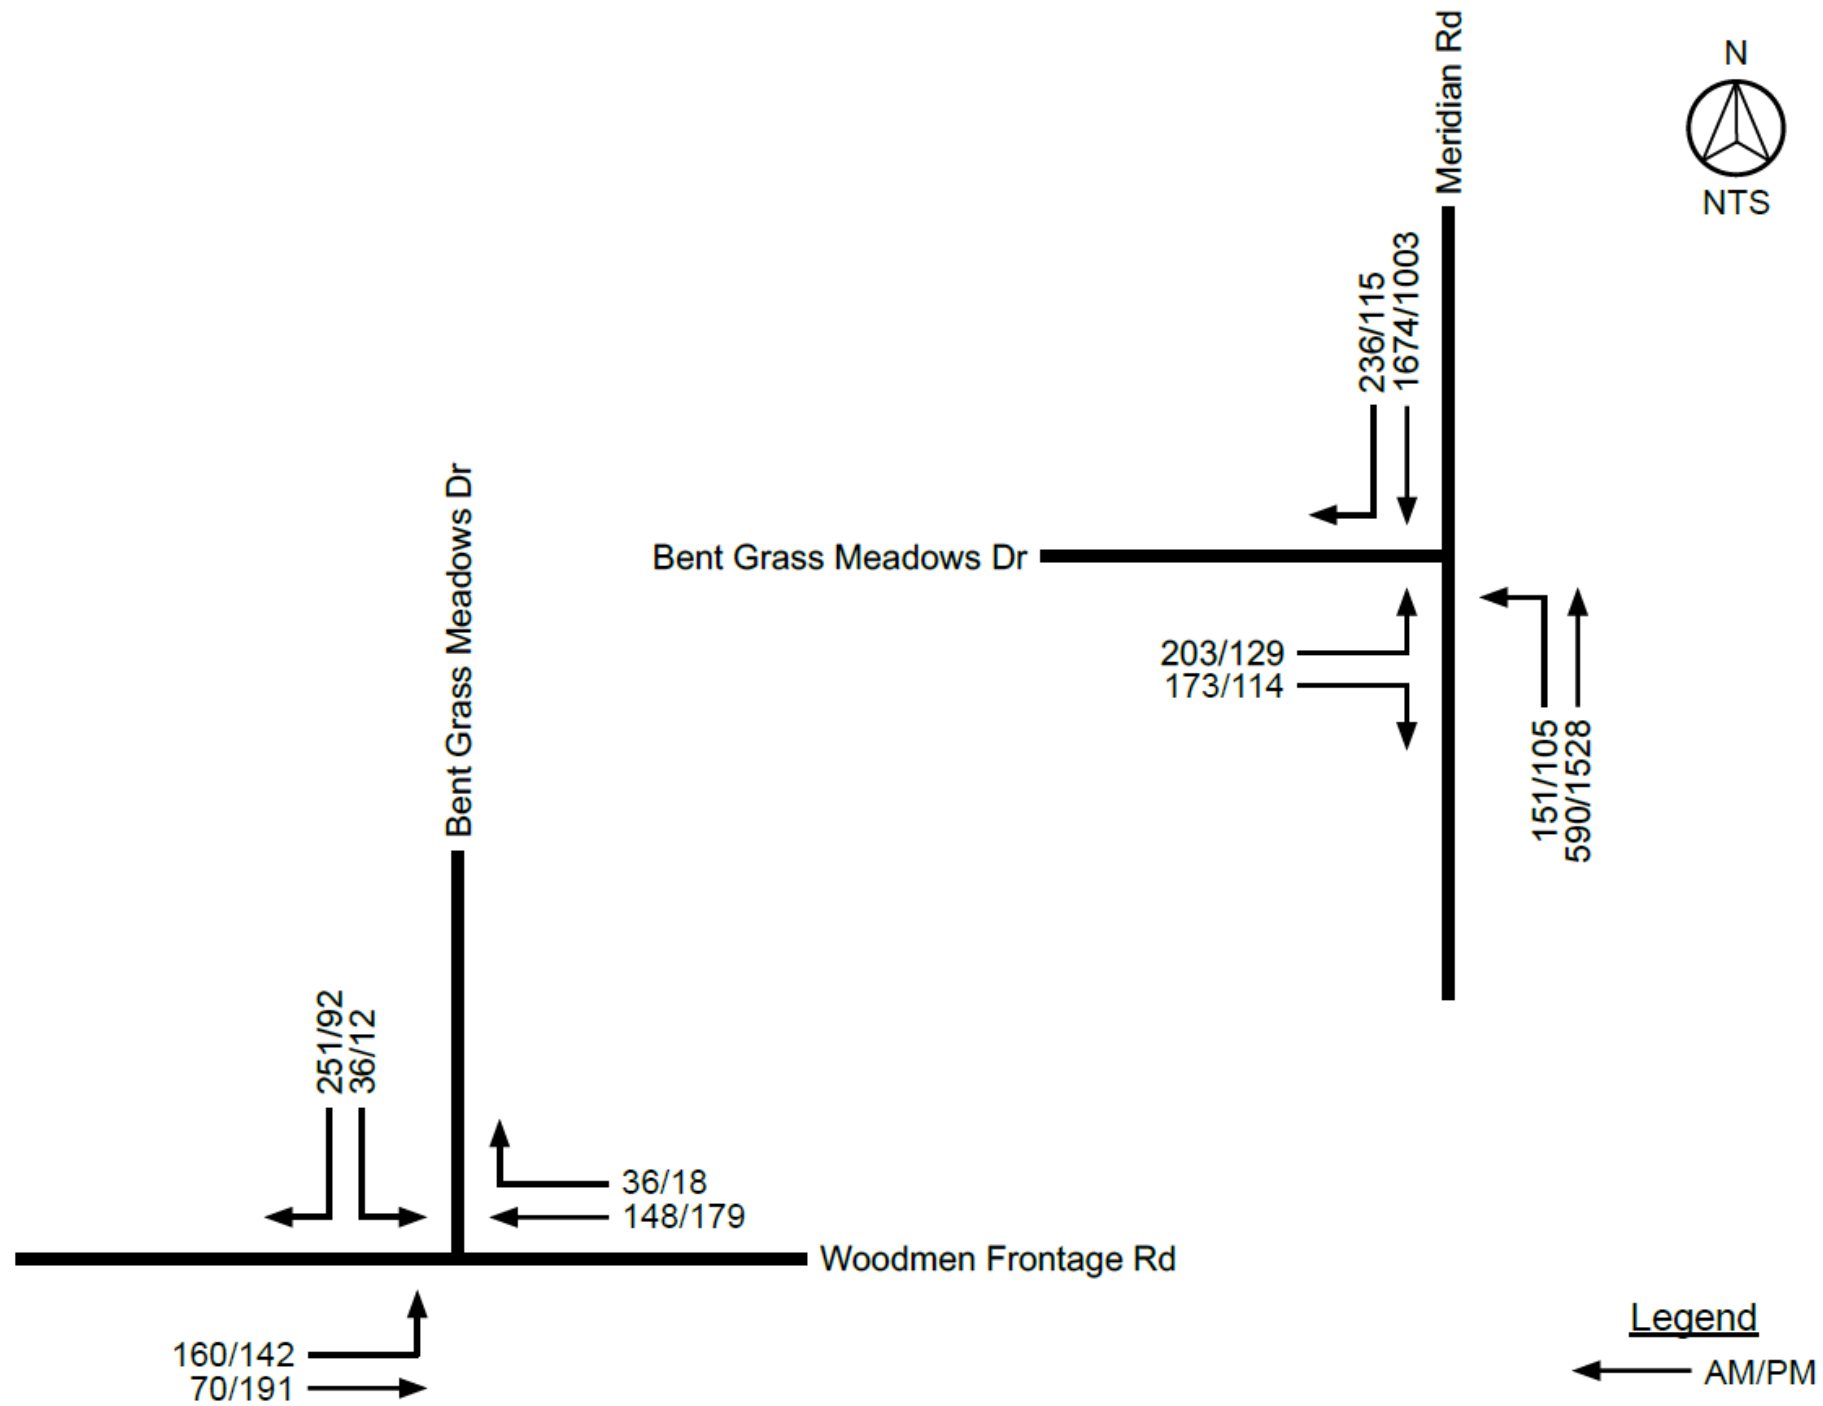 Meridian Rd
N
NTS
236/115
1674/1003
Bent Grass Meadows Dr
Bent Grass Meadows Dr
203/129
173/114
151/105
590/1528
251/92
36/12
36/18
148/179
Woodmen Frontage Rd
160/142
70/191
Legend
AM/PM